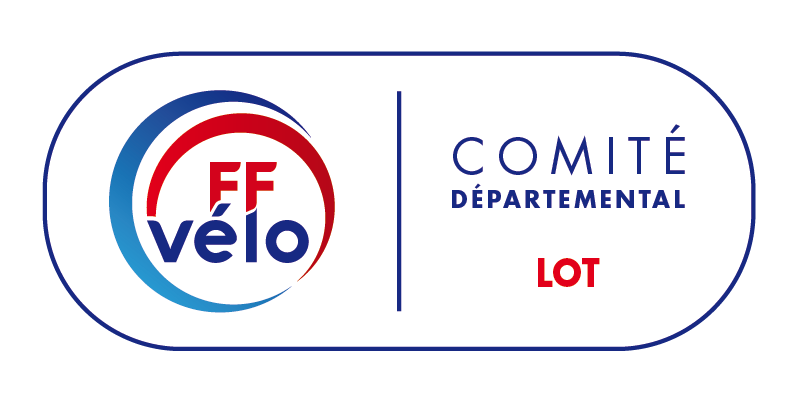 FF
vélo
COMITÉ
DÉPARTEMENTAL
LOT